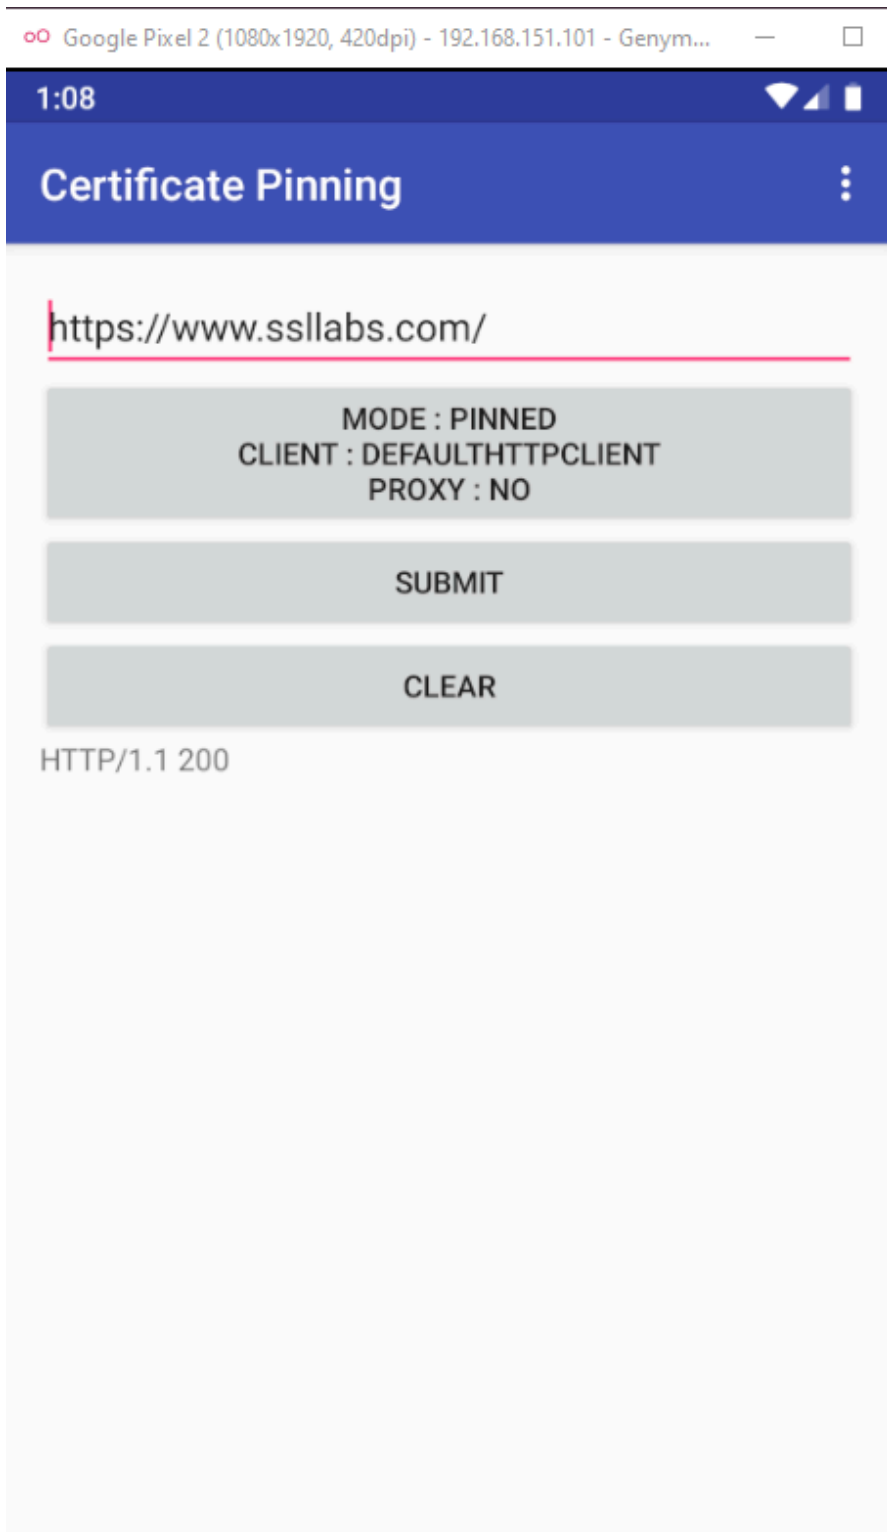 Google Pixel 2 (1080x1920, 420dpi) - 192.168.151.101 - Genym...
1:08
Certificate Pinning
https://www.ssllabs.com/
MODE : PINNED
CLIENT : DEFAULTHTTPCLIENT
PROXY : NO
SUBMIT
CLEAR
HTTP/1.1 200